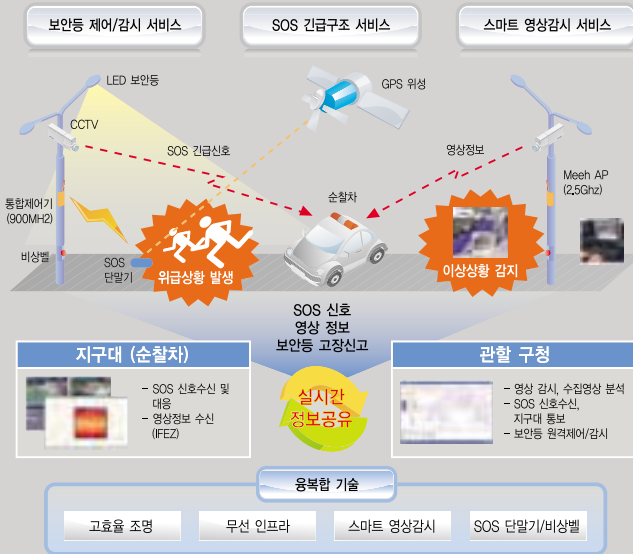 보안등 제어/감시 서비스
SOS 긴급구조 서비스
스마트 영상감시 서비스
LED 보안등
GPS 위성
CCTV
SOS 긴급신호
영상정보
Meeh AP
(2.5Ghz)
통합제어기
(900MH2)
순찰차
비상벨
SOS
단말기
위급상황 발생
이상상황 감지
SOS 신호
영상 정보
보안등 고장신고
지구대 (순찰차)
– SOS 신호수신 및
대응
– 영상정보 수신
(IFEZ)
실시간
정보공유
관할 구청
– 영상 감시, 수집영상 분석
– SOS 신호수신,
지구대 통보
– 보안등 원격제어/감시
융복합 기술
고효율 조명
무선 인프라
스마트 영상감시
SOS 단말기/비상벨